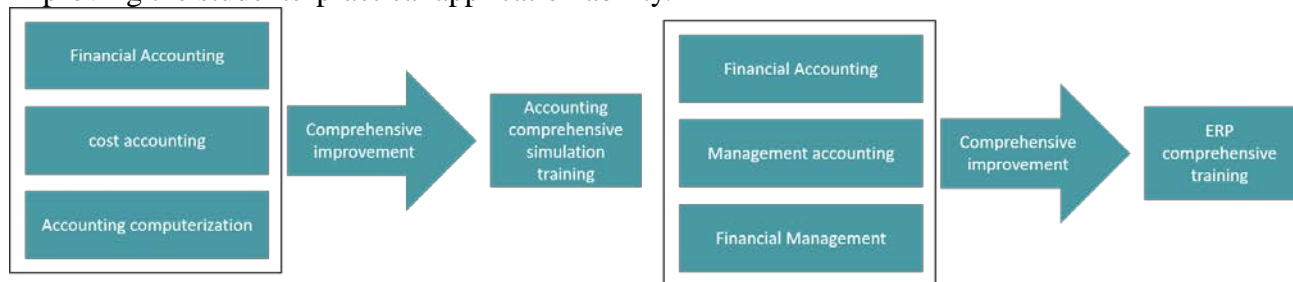 Financial Accounting
cost accounting
Accounting computerization
Comprehensive
improvement
Accounting
comprehensive
simulation
training
Financial Accounting
Management accounting
Financial Management
Comprehensive
improvement
ERP
comprehensive
training